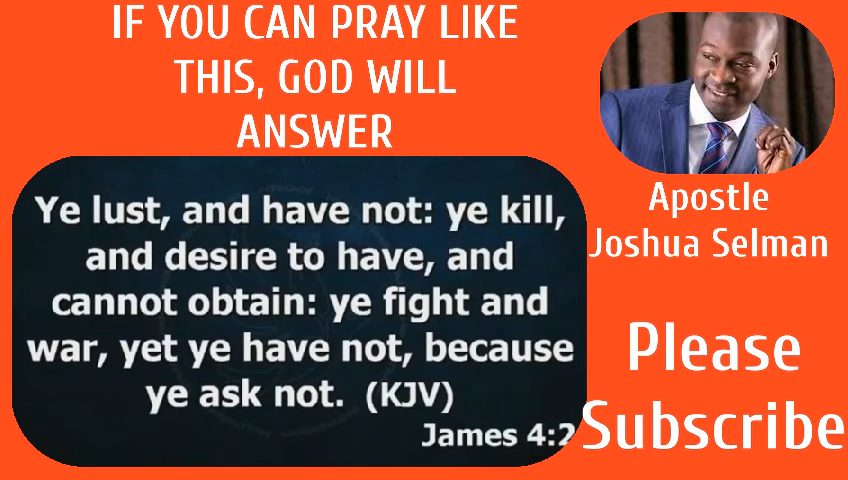 IF YOU CAN PRAY LIKE
THIS, GOD WILL
ANSWER
Ye lust, and have not: ye kill,
and desire to have, and
cannot obtain: ye fight and
war, yet ye have not, because
ye ask not. (KJV)
James 4:2
Apostle
Joshua Selman
Please
Subscribe